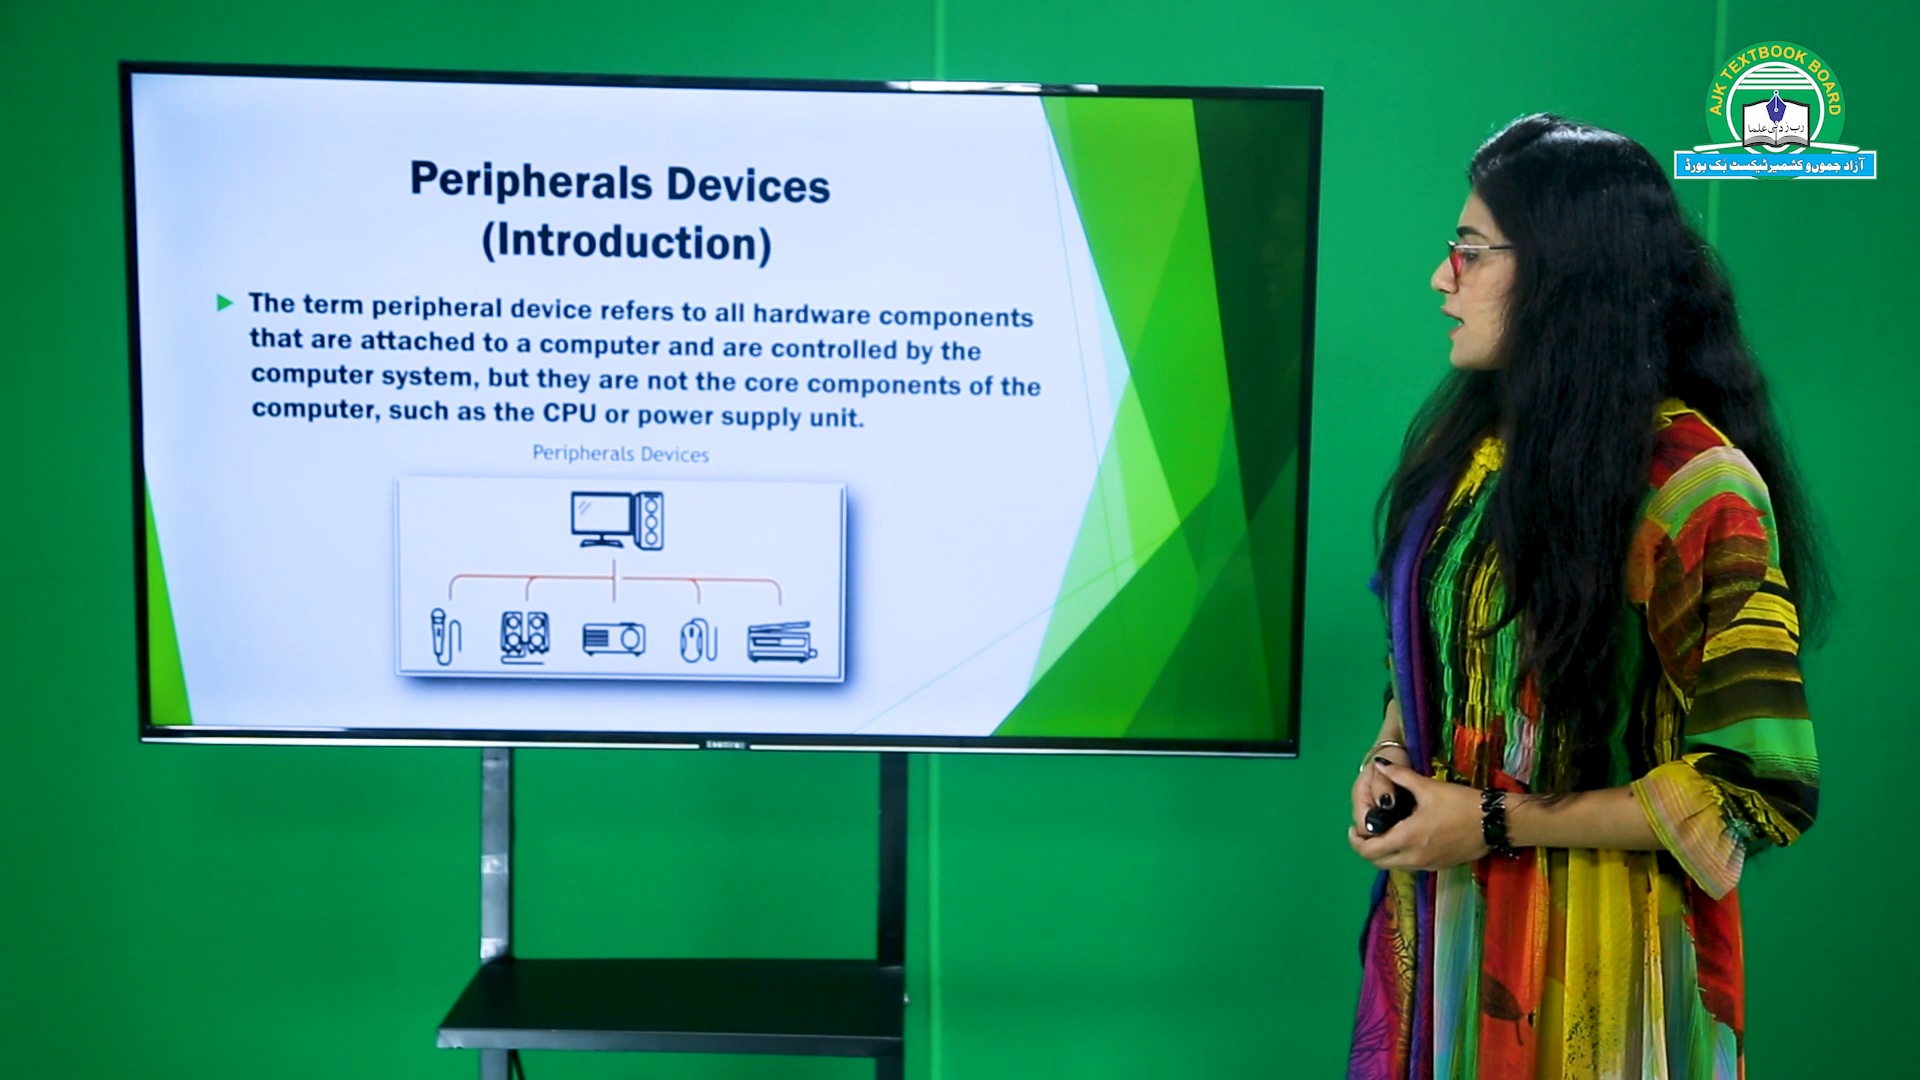 Peripherals Devices
(Introduction)
The term peripheral device refers to all hardware components
that are attached to a computer and are controlled by the
computer system, but they are not the core components of the
computer, such as the CPU or power supply unit.
Peripherals Devices
AJK TEXTBOOK BOARD
آزاد جموں و کشمیر ٹیکسٹ بک بورڈ